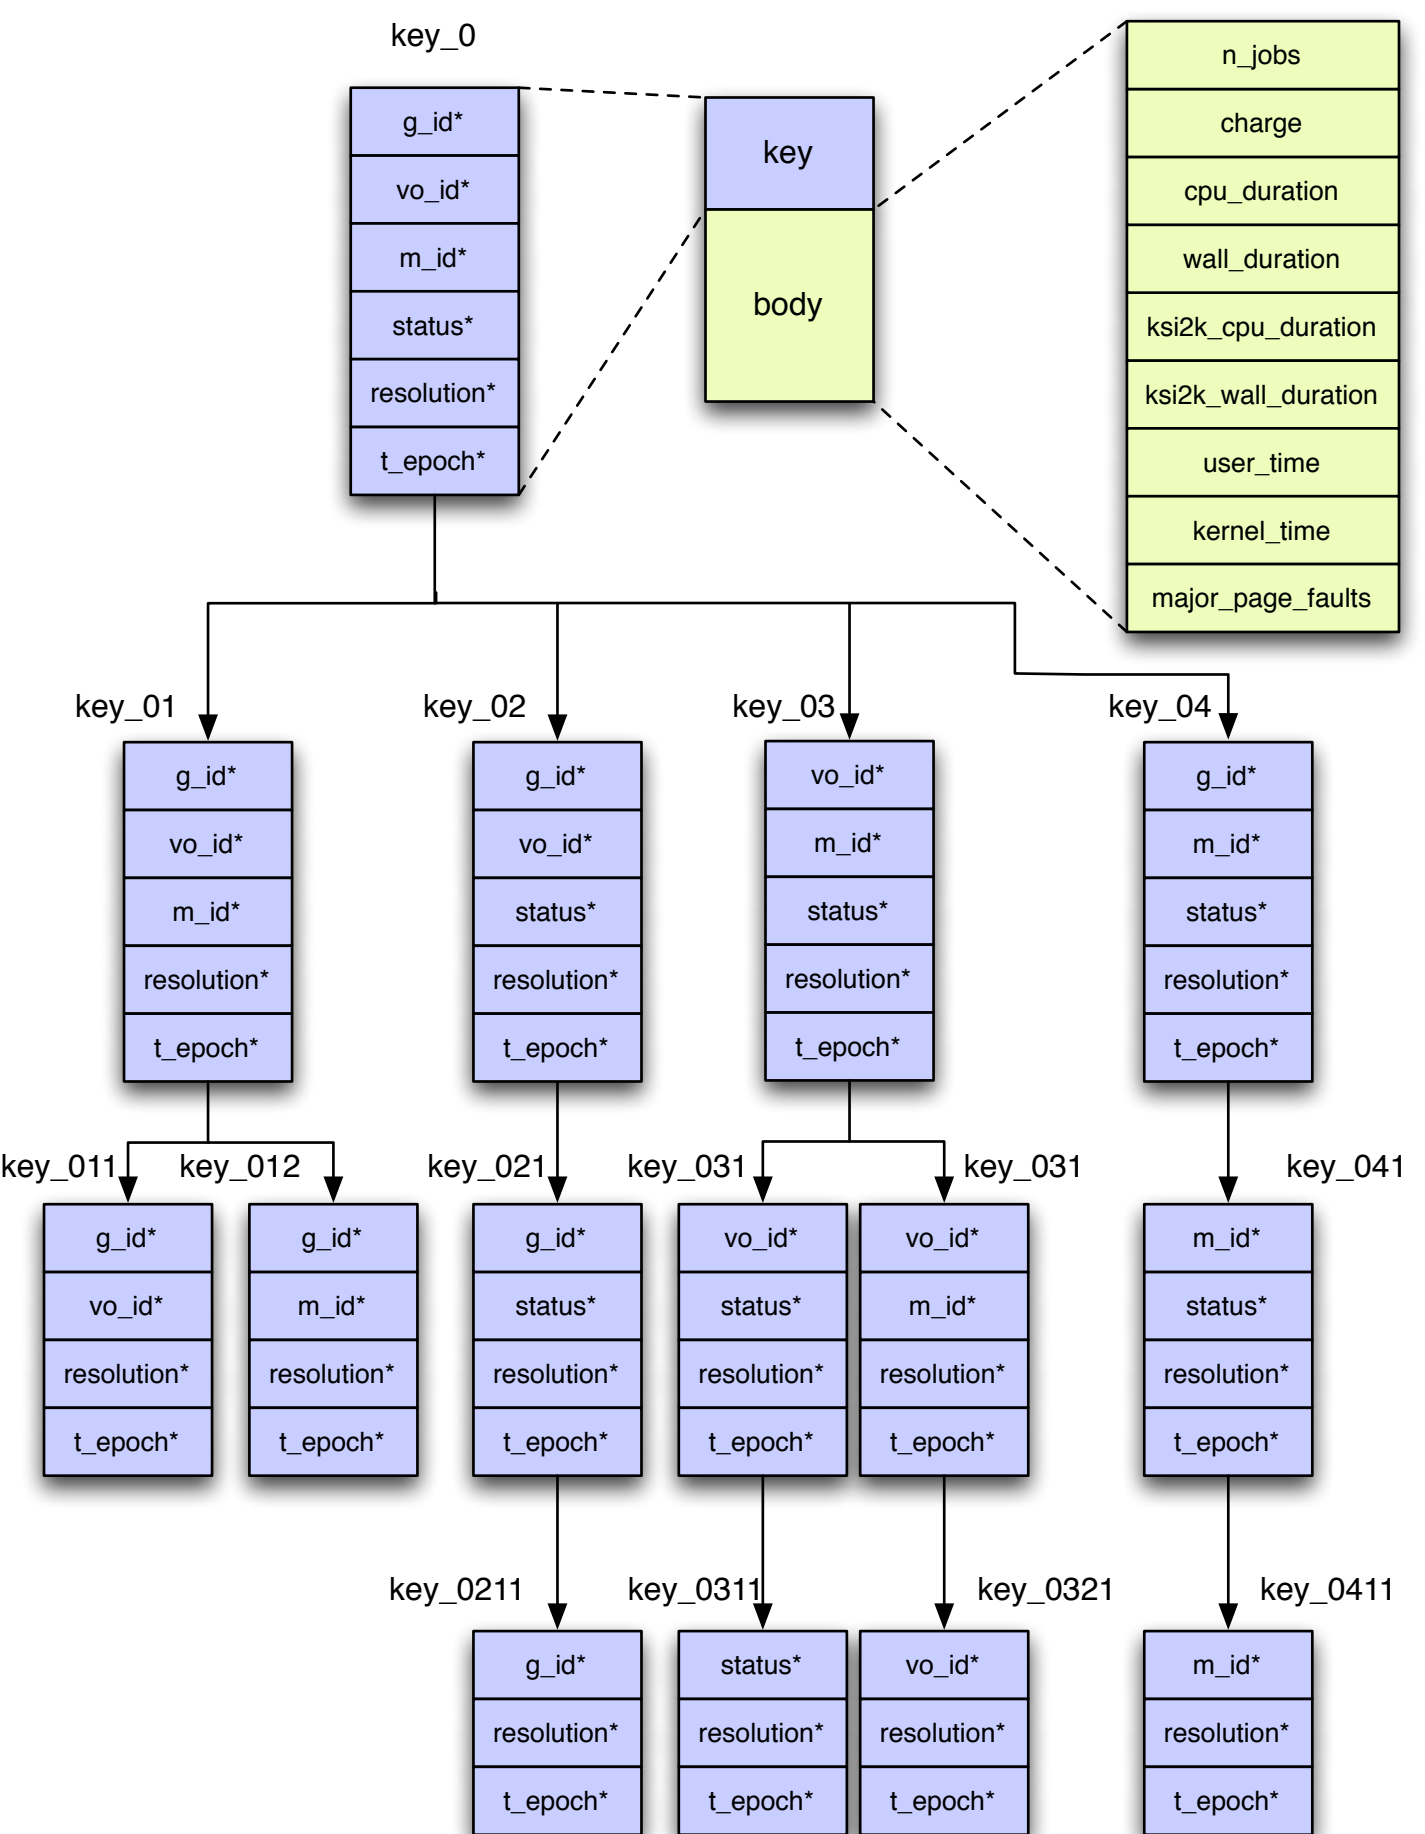 key_0
g_id*
vo_id*
m_id*
status*
resolution*
t_epoch*
key
body
n_jobs
charge
cpu_duration
wall_duration
ksi2k_cpu_duration
ksi2k_wall_duration
user_time
kernel_time
major_page_faults
key_01
g_id*
vo_id*
m_id*
resolution*
t_epoch*
key_02
g_id*
vo_id*
status*
resolution*
t_epoch*
key_03
vo_id*
m_id*
status*
resolution*
t_epoch*
key_04
g_id*
m_id*
status*
resolution*
t_epoch*
key_011
g_id*
vo_id*
resolution*
t_epoch*
key_012
g_id*
m_id*
resolution*
t_epoch*
key_021
g_id*
status*
resolution*
t_epoch*
key_031
vo_id*
status*
resolution*
t_epoch*
key_031
vo_id*
m_id*
resolution*
t_epoch*
key_041
m_id*
status*
resolution*
t_epoch*
key_0211
g_id*
resolution*
t_epoch*
key_0311
status*
resolution*
t_epoch*
key_0321
vo_id*
resolution*
t_epoch*
key_0411
m_id*
resolution*
t_epoch*